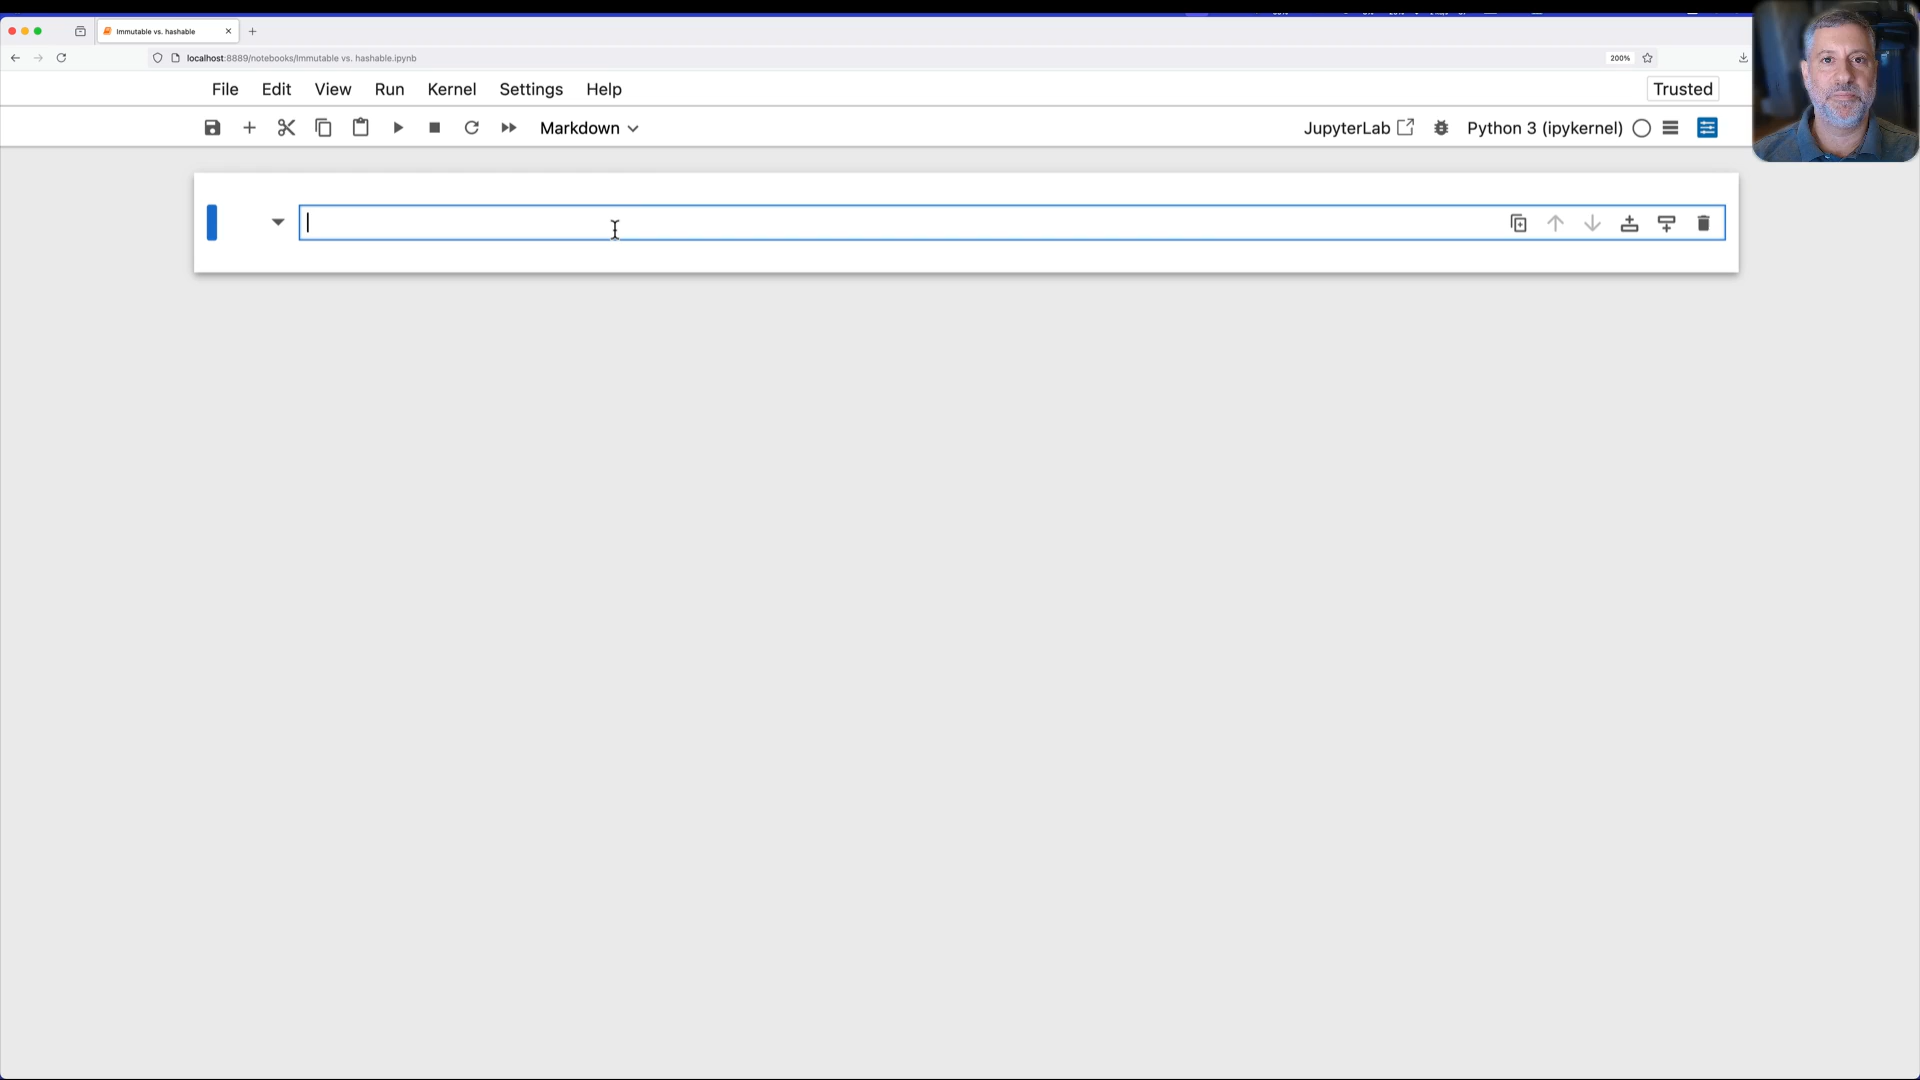 Immutable vs. hashable
localhost:8889/notebooks/Immutable vs. hashable.ipynb
200%
File Edit View Run Kernel Settings Help
Trusted
Markdown
JupyterLab
Python 3 (ipykernel)